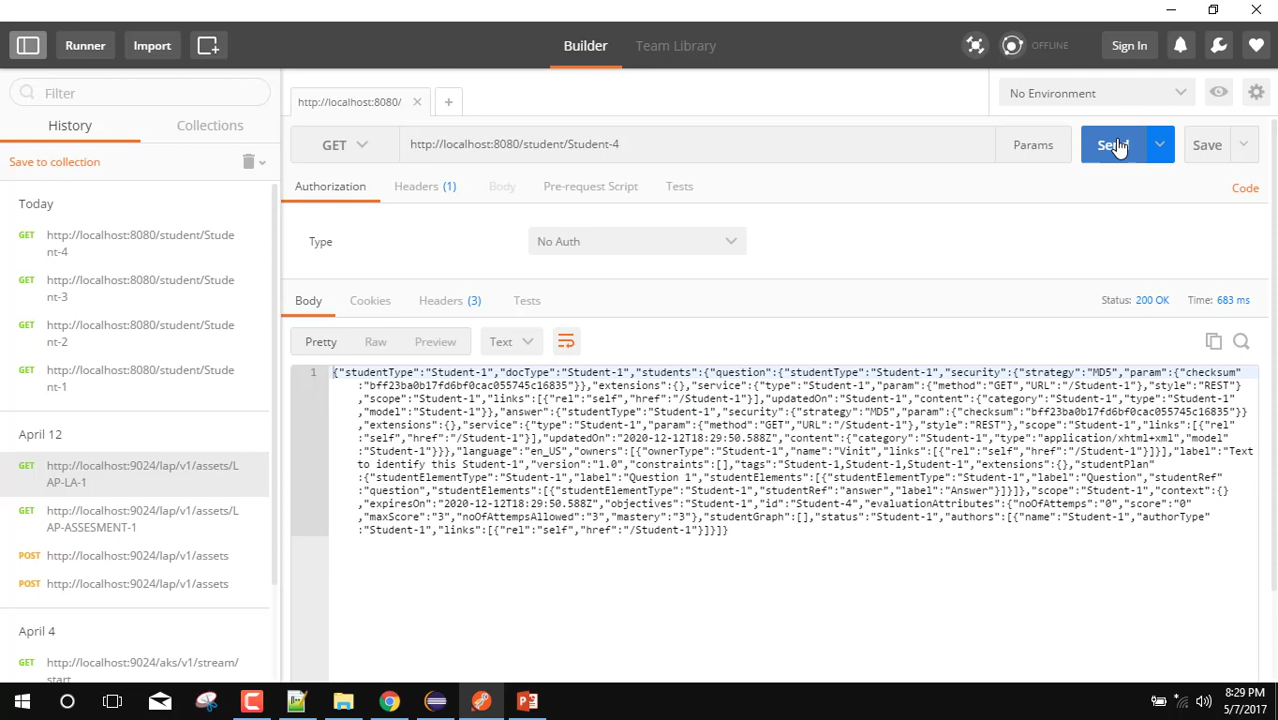 Runner
Import
Builder
Team Library
OFFLINE
Sign In
Filter
http://localhost:8080/
No Environment
History
Collections
GET
http://localhost:8080/student/Student-4
Params
Save
Save to collection
Authorization
Headers (1)
Body
Pre-request Script
Tests
Code
Today
GET http://localhost:8080/student/Stude
nt-4
GET http://localhost:8080/student/Stude
nt-3
GET http://localhost:8080/student/Stude
nt-2
GET http://localhost:8080/student/Stude
nt-1
April 12
GET http://localhost:9024/lap/v1/assets/L
AP-LA-1
GET http://localhost:9024/lap/v1/assets/L
AP-ASSESMENT-1
POST http://localhost:9024/lap/v1/assets
POST http://localhost:9024/lap/v1/assets
April 4
GET http://localhost:9024/aks/v1/stream/
start
Type
No Auth
Body
Cookies
Headers (3)
Tests
Status: 200 OK
Time: 683 ms
Pretty
Raw
Preview
Text
1 {"studentType":"Student-1","docType":"Student-1","students":{"question":{"studentType":"Student-1","security":{"strategy":"MD5","param":{"checksum"
:"bff23ba0b17fd6bf0cac055745c16835"}},"extensions":{},"service":{"type":"Student-1","param":{"method":"GET","URL":"/Student-1"},"style":"REST"}
,"scope":"Student-1","links":[{"rel":"self","href":"/Student-1"}],"updatedOn":"Student-1","content":{"category":"Student-1","type":"Student-1"
,"model":"Student-1"}},"answer":{"studentType":"Student-1","security":{"strategy":"MD5","param":{"checksum":"bff23ba0b17fd6bf0cac055745c16835"}}
,"extensions":{},"service":{"type":"Student-1","param":{"method":"GET","URL":"/Student-1"},"style":"REST"},"scope":"Student-1","links":[{"rel"
:"self","href":"/Student-1"}],"updatedOn":"2020-12-12T18:29:50.588Z","content":{"category":"Student-1","type":"application/xhtml+xml","model"
:"Student-1"}}},"language":"en_US","owners":[{"ownerType":"Student-1","name":"Vinit","links":[{"rel":"self","href":"/Student-1"}]}],"label":"Text
to identify this Student-1","version":"1.0","constraints":[],"tags":"Student-1,Student-1,Student-1","extensions":{},"studentPlan"
:{"studentElementType":"Student-1","label":"Question 1","studentElements":[{"studentElementType":"Student-1","label":"Question","studentRef"
:"question","studentElements":[{"studentElementType":"Student-1","studentRef":"answer","label":"Answer"}]}]},"scope":"Student-1","context":{}
,"expiresOn":"2020-12-12T18:29:50.588Z","objectives":"Student-1","id":"Student-4","evaluationAttributes":{"noOfAttemps":"0","score":"0"
,"maxScore":"3","noOfAttempsAllowed":"3","mastery":"3"},"studentGraph":[],"status":"Student-1","authors":[{"name":"Student-1","authorType"
:"Student-1","links":[{"rel":"self","href":"/Student-1"}]}]}
8:29 PM
5/7/2017